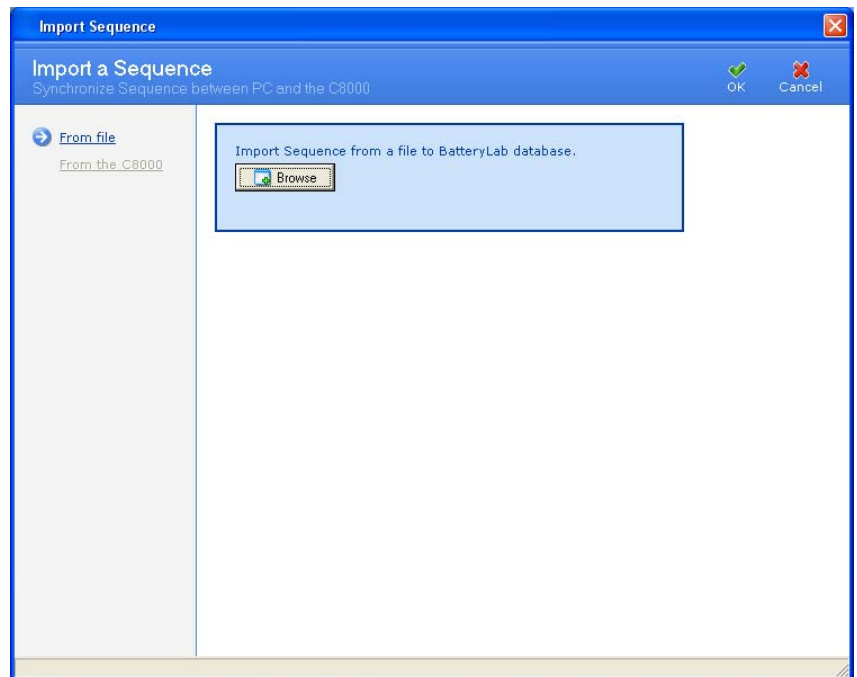 Import Sequence
Import a Sequence
Synchronize Sequence between PC and the C8000
OK
Cancel
From file
From the C8000
Import Sequence from a file to BatteryLab database.
Browse